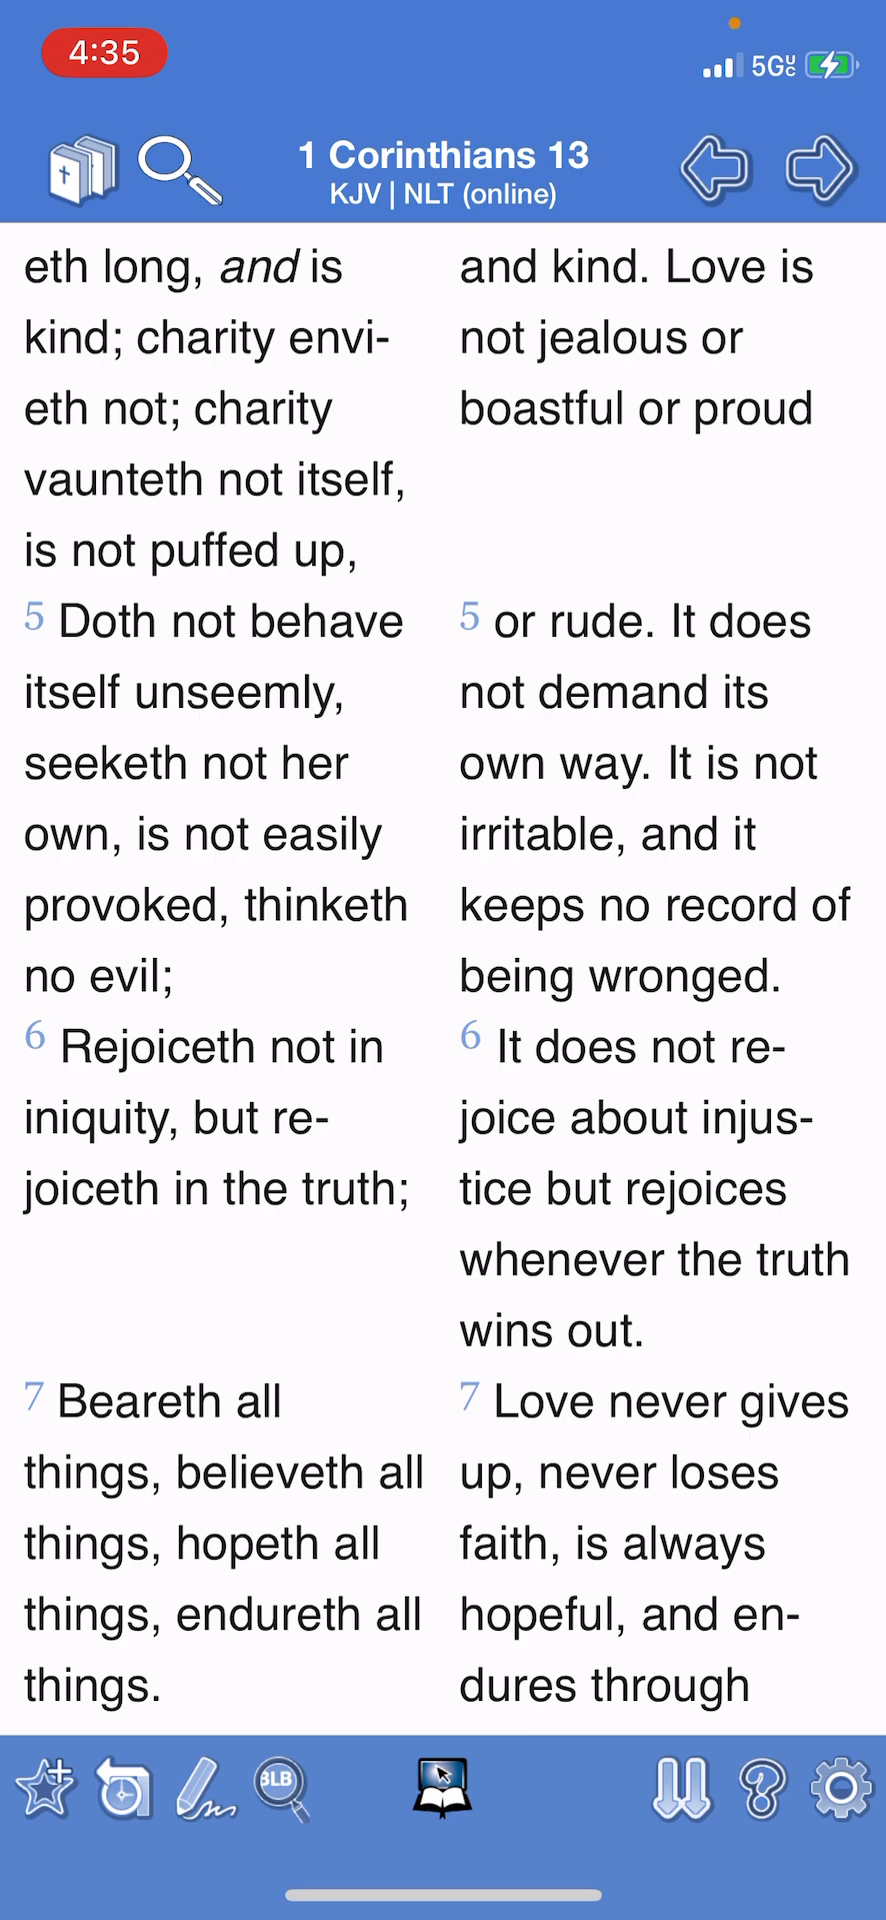 4:35
5G UC
1 Corinthians 13
KJV | NLT (online)
eth long, and is
kind; charity envi-
eth not; charity
vaunteth not itself,
is not puffed up,
5 Doth not behave
itself unseemly,
seeketh not her
own, is not easily
provoked, thinketh
no evil;
6 Rejoiceth not in
iniquity, but re-
joiceth in the truth;
7 Beareth all
things, believeth all
things, hopeth all
things, endureth all
things.
and kind. Love is
not jealous or
boastful or proud
5 or rude. It does
not demand its
own way. It is not
irritable, and it
keeps no record of
being wronged.
6 It does not re-
joice about injus-
tice but rejoices
whenever the truth
wins out.
7 Love never gives
up, never loses
faith, is always
hopeful, and en-
dures through
BLB